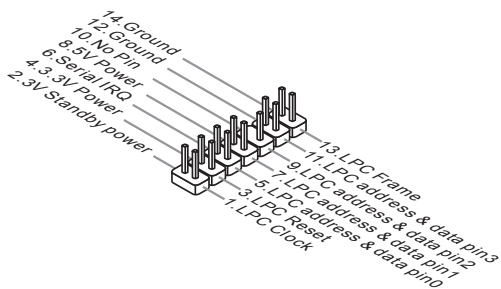 14.Ground
12.Ground
10.No Pin
8.5V Power
6.Serial IRQ
4.3.3V Power
2.3V Standby power
13.LPC Frame
11.LPC address & data pin3
9.LPC address & data pin2
7.LPC address & data pin1
5.LPC address & data pin0
3.LPC Reset
1.LPC Clock